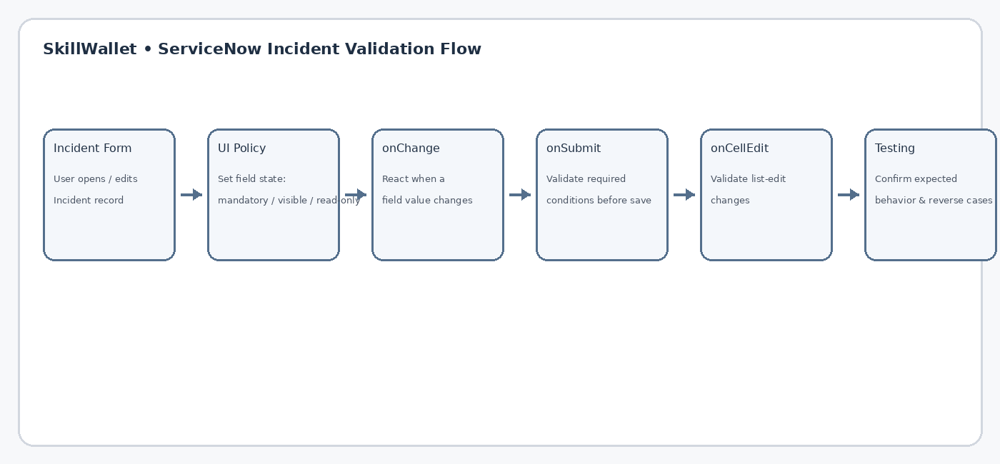 SkillWallet • ServiceNow Incident Validation Flow
Incident Form
User opens / edits
Incident record
UI Policy
Set field state:
mandatory / visible / read-only
onChange
React when a
field value changes
onSubmit
Validate required
conditions before save
onCellEdit
Validate list-edit
changes
Testing
Confirm expected
behavior & reverse cases